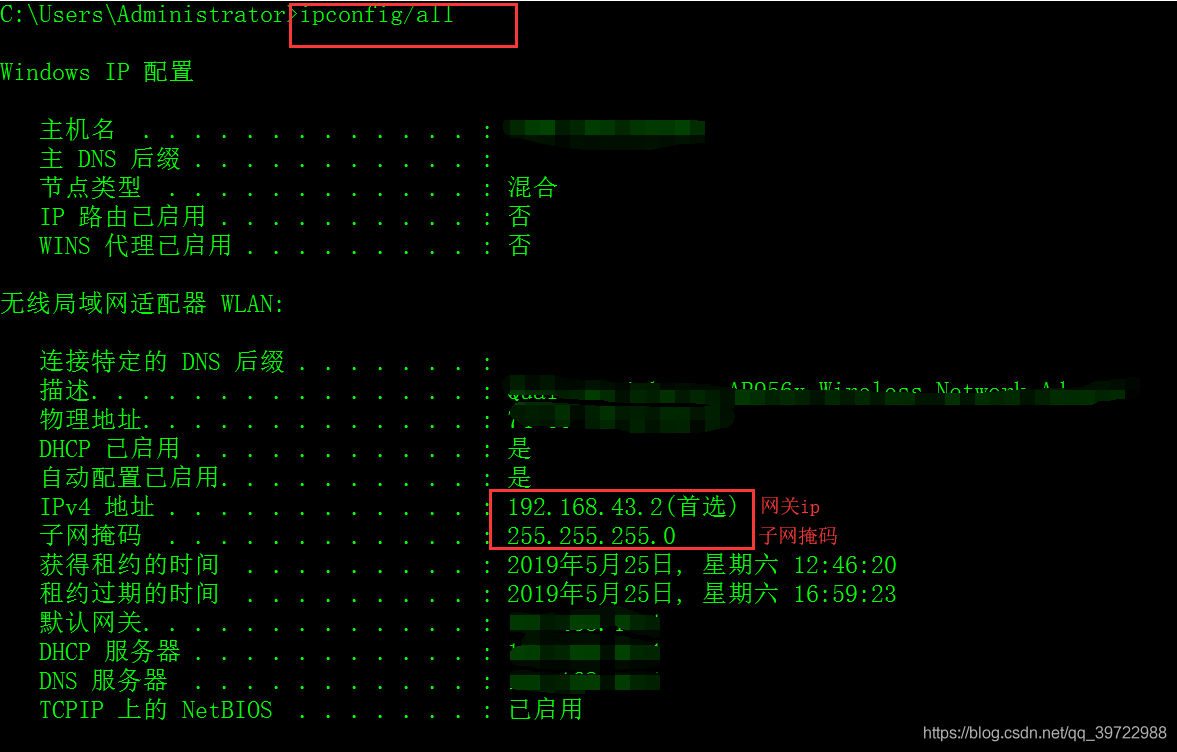 C:\Users\Administrator>ipconfig/all
Windows IP 配置
主机名 . . . . . . . . . . . . . :
主 DNS 后缀 . . . . . . . . . . . :
节点类型 . . . . . . . . . . . . : 混合
IP 路由已启用 . . . . . . . . . . : 否
WINS 代理已启用 . . . . . . . . . : 否
无线局域网适配器 WLAN:
连接特定的 DNS 后缀 . . . . . . . :
描述. . . . . . . . . . . . . . . : Wireless Network
物理地址. . . . . . . . . . . . . :
DHCP 已启用 . . . . . . . . . . . : 是
自动配置已启用. . . . . . . . . . : 是
IPv4 地址 . . . . . . . . . . . . : 192.168.43.2(首选) 网关ip
子网掩码 . . . . . . . . . . . . : 255.255.255.0 子网掩码
获得租约的时间 . . . . . . . . . : 2019年5月25日, 星期六 12:46:20
租约过期的时间 . . . . . . . . . : 2019年5月25日, 星期六 16:59:23
默认网关. . . . . . . . . . . . . :
DHCP 服务器 . . . . . . . . . . . :
DNS 服务器 . . . . . . . . . . . :
TCPIP 上的 NetBIOS . . . . . . . : 已启用
https://blog.csdn.net/qq_39722988